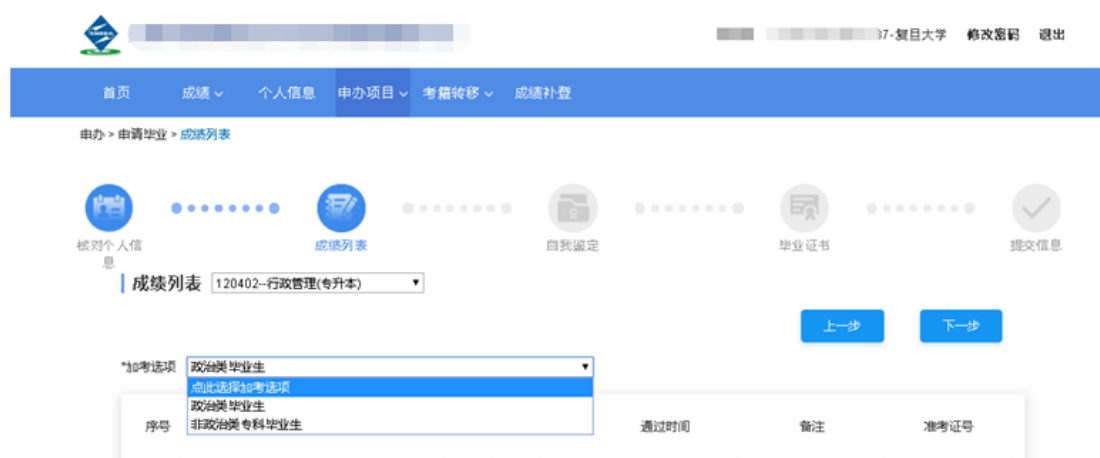 7-复旦大学 修改密码 退出
首页 成绩 个人信息 申办项目 考籍转移 成绩补登
申办 > 申请毕业 > 成绩列表
核对个人信
息
成绩列表
自我鉴定
毕业证书
提交信息
成绩列表 120402--行政管理(专升本)
上一步 下一步
*加考选项 政治类毕业生
点此选择加考选项
政治类毕业生
非政治类专科毕业生
序号 通过时间 备注 准考证号